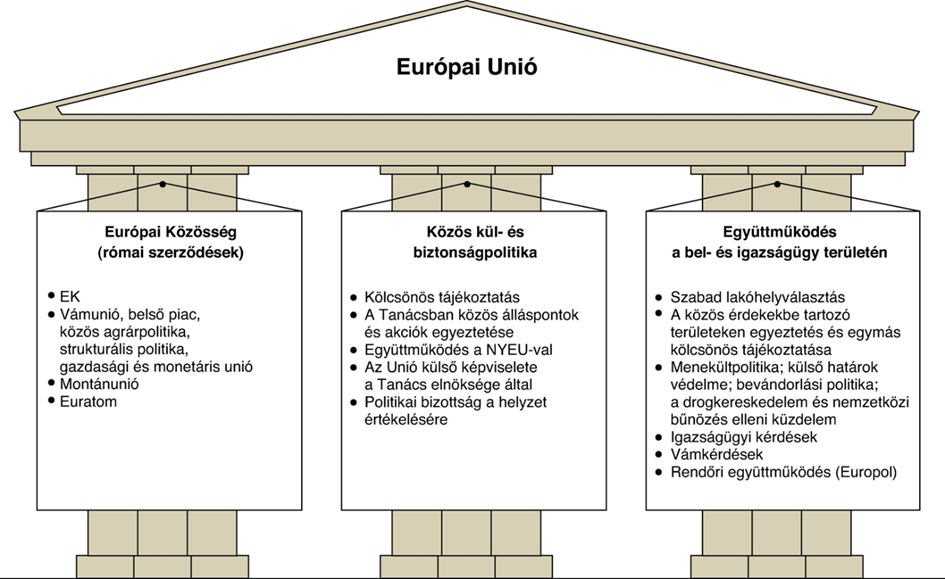 Európai Unió
Európai Közösség
(római szerződések)
• EK
• Vámunió, belső piac,
közös agrárpolitika,
strukturális politika,
gazdasági és monetáris unió
• Montánunió
• Euratom
Közös kül- és
biztonságpolitika
• Kölcsönös tájékoztatás
• A Tanácsban közös álláspontok
és akciók egyeztetése
• Együttműködés a NYEU-val
• Az Unió külső képviselete
a Tanács elnöksége által
• Politikai bizottság a helyzet
értékelésére
Együttműködés
a bel- és igazságügy területén
• Szabad lakóhelyválasztás
• A közös érdekekbe tartozó
területeken egyeztetés és egymás
kölcsönös tájékoztatása
• Menekültpolitika; külső határok
védelme; bevándorlási politika;
a drogkereskedelem és nemzetközi
bűnözés elleni küzdelem
• Igazságügyi kérdések
• Vámkérdések
• Rendőri együttműködés (Europol)